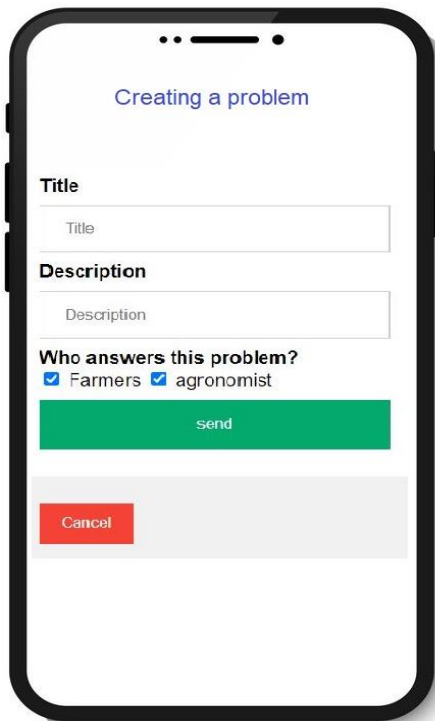 Creating a problem
Title
Title
Description
Description
Who answers this problem?
Farmers agronomist
send
Cancel